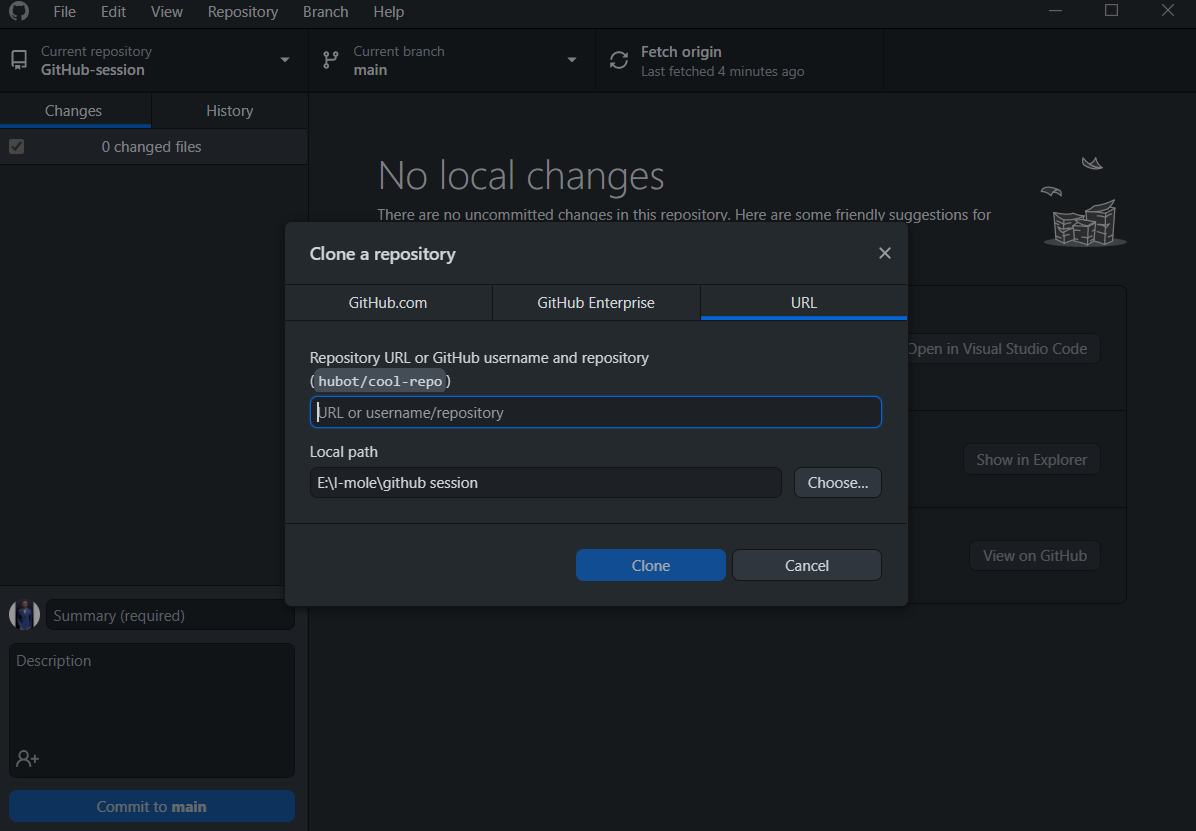 File Edit View Repository Branch Help
Current repository
GitHub-session
Current branch
main
Fetch origin
Last fetched 4 minutes ago
Changes History
0 changed files
No local changes
There are no uncommitted changes in this repository. Here are some friendly suggestions for
Clone a repository
GitHub.com GitHub Enterprise URL
Repository URL or GitHub username and repository
(hubot/cool-repo)
URL or username/repository
Local path
E:\I-mole\github session
Choose...
Clone Cancel
Open in Visual Studio Code
Show in Explorer
View on GitHub
Summary (required)
Description
Commit to main